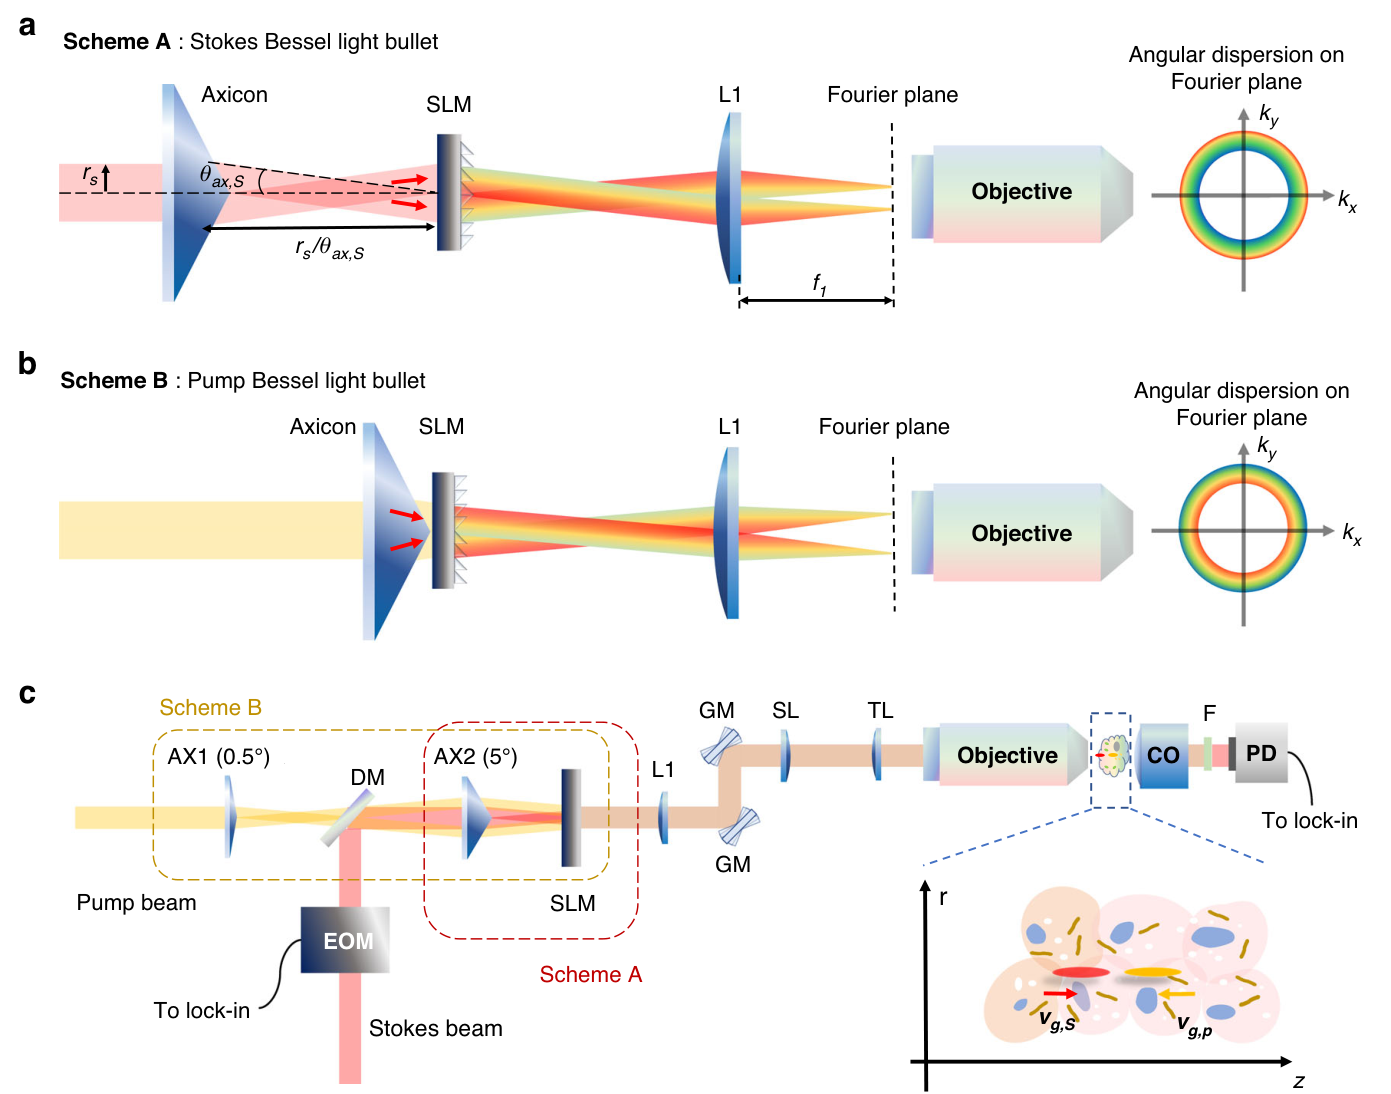 a
Scheme A : Stokes Bessel light bullet
Axicon
SLM
L1
Fourier plane
Angular dispersion on
Fourier plane
r_s
θ_ax,S
r_s/θ_ax,S
f_1
Objective
k_y
k_x
b
Scheme B : Pump Bessel light bullet
Axicon
SLM
L1
Fourier plane
Angular dispersion on
Fourier plane
Objective
k_y
k_x
c
Scheme B
AX1 (0.5°)
DM
AX2 (5°)
L1
GM
SL
TL
Objective
CO
F
PD
To lock-in
GM
Pump beam
SLM
EOM
Scheme A
To lock-in
Stokes beam
r
v_g,S
v_g,p
z